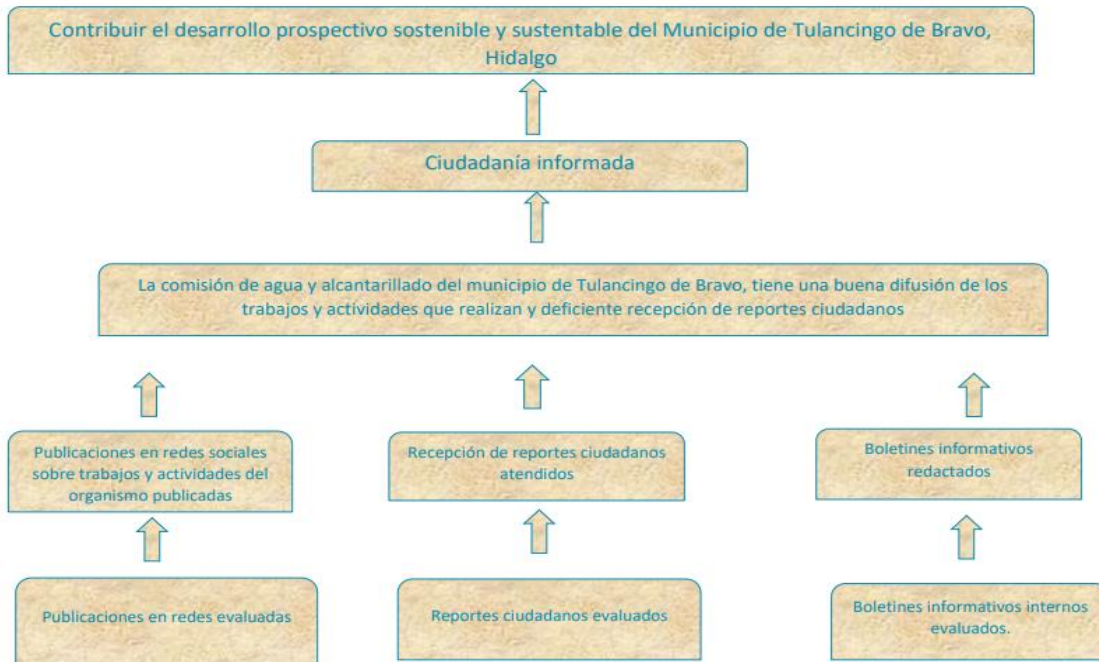 Contribuir el desarrollo prospectivo sostenible y sustentable del Municipio de Tulancingo de Bravo,
Hidalgo
Ciudadanía informada
La comisión de agua y alcantarillado del municipio de Tulancingo de Bravo, tiene una buena difusión de los
trabajos y actividades que realizan y deficiente recepción de reportes ciudadanos
Publicaciones en redes sociales
sobre trabajos y actividades del
organismo publicadas
Recepción de reportes ciudadanos
atendidos
Boletines informativos
redactados
Publicaciones en redes evaluadas
Reportes ciudadanos evaluados
Boletines informativos internos
evaluados.